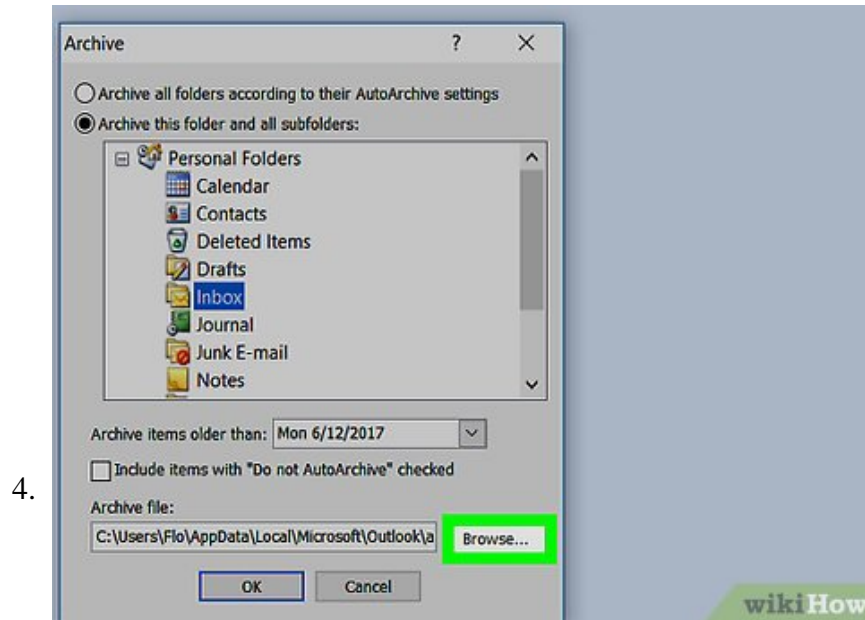 Archive ?
Archive all folders according to their AutoArchive settings
Archive this folder and all subfolders:
Personal Folders
Calendar
Contacts
Deleted Items
Drafts
Inbox
Journal
Junk E-mail
Notes
Archive items older than: Mon 6/12/2017
Include items with "Do not AutoArchive" checked
4.
Archive file:
C:\Users\Flo\AppData\Local\Microsoft\Outlook\a Browse...
OK Cancel
wikiHow